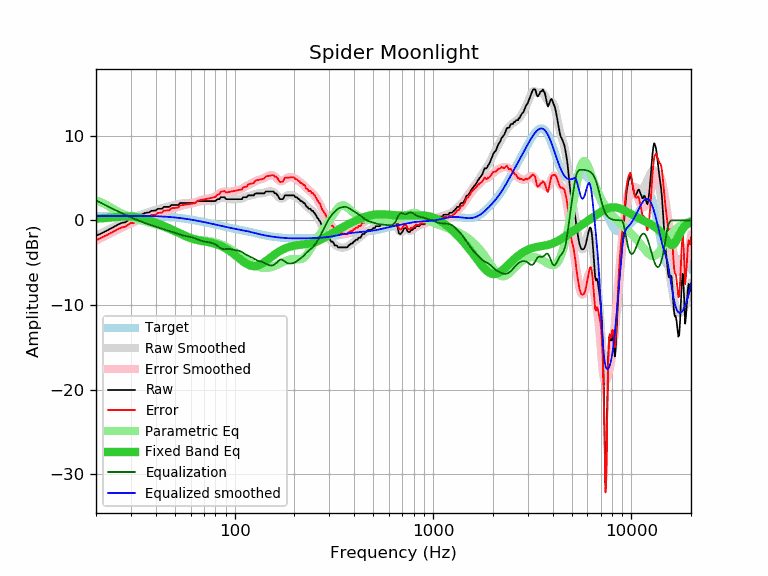 Spider Moonlight
Amplitude (dBr)
10
0
−10
−20
−30
Target
Raw Smoothed
Error Smoothed
Raw
Error
Parametric Eq
Fixed Band Eq
Equalization
Equalized smoothed
100
1000
10000
Frequency (Hz)